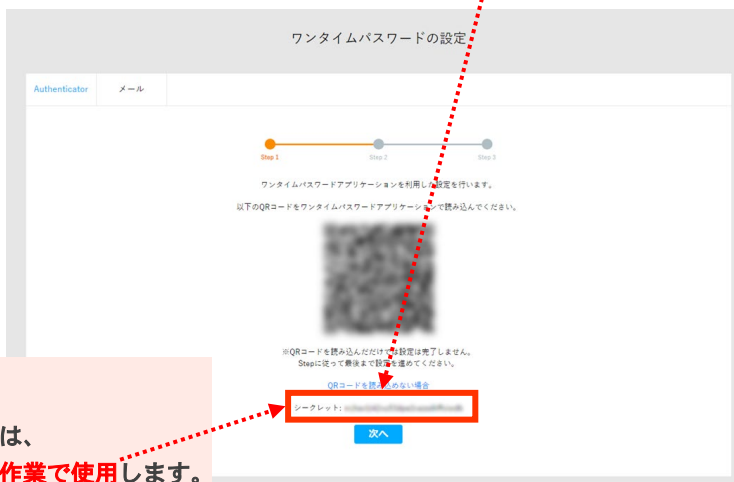 ワンタイムパスワードの設定
Authenticator
メール
Step 1
Step 2
Step 3
ワンタイムパスワードアプリケーションを利用した設定を行います。
以下のQRコードをワンタイムパスワードアプリケーションで読み込んでください。
※QRコードを読み込んだだけでは設定は完了しません。
Stepに従って最後まで設定を進めてください。
QRコードを読み込めない場合
シークレット:
次へ
は、
作業で使用します。